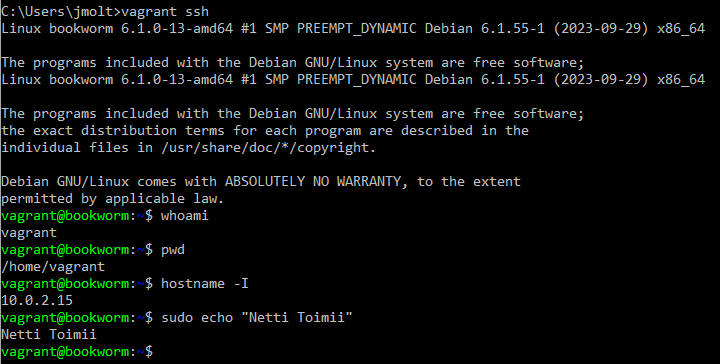 C:\Users\jmolt>vagrant ssh
Linux bookworm 6.1.0-13-amd64 #1 SMP PREEMPT_DYNAMIC Debian 6.1.55-1 (2023-09-29) x86_64

The programs included with the Debian GNU/Linux system are free software;
Linux bookworm 6.1.0-13-amd64 #1 SMP PREEMPT_DYNAMIC Debian 6.1.55-1 (2023-09-29) x86_64

The programs included with the Debian GNU/Linux system are free software;
the exact distribution terms for each program are described in the
individual files in /usr/share/doc/*/copyright.

Debian GNU/Linux comes with ABSOLUTELY NO WARRANTY, to the extent
permitted by applicable law.
vagrant@bookworm:~$ whoami
vagrant
vagrant@bookworm:~$ pwd
/home/vagrant
vagrant@bookworm:~$ hostname -I
10.0.2.15
vagrant@bookworm:~$ sudo echo "Netti Toimii"
Netti Toimii
vagrant@bookworm:~$